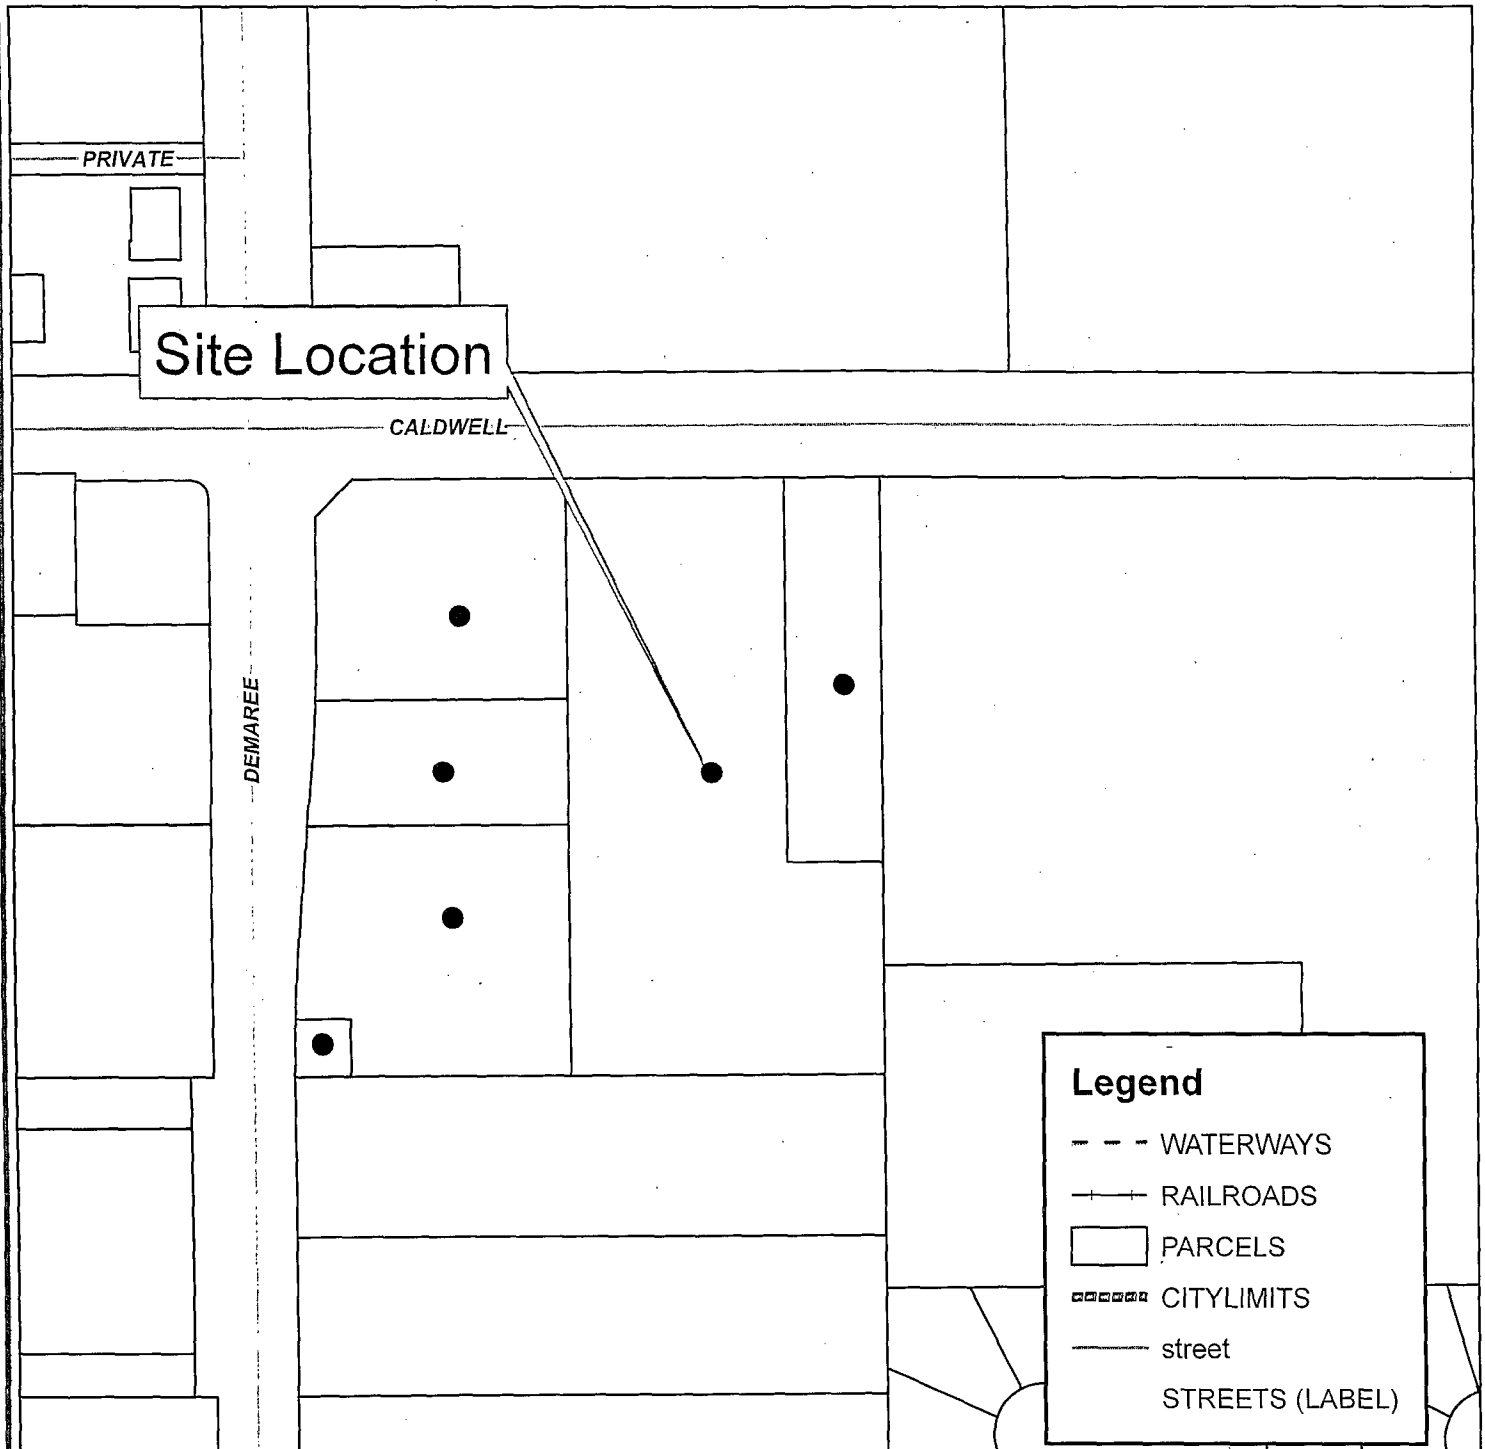 PRIVATE
Site Location
CALDWELL
DEMAREE
Legend
WATERWAYS
RAILROADS
PARCELS
CITYLIMITS
street
STREETS (LABEL)